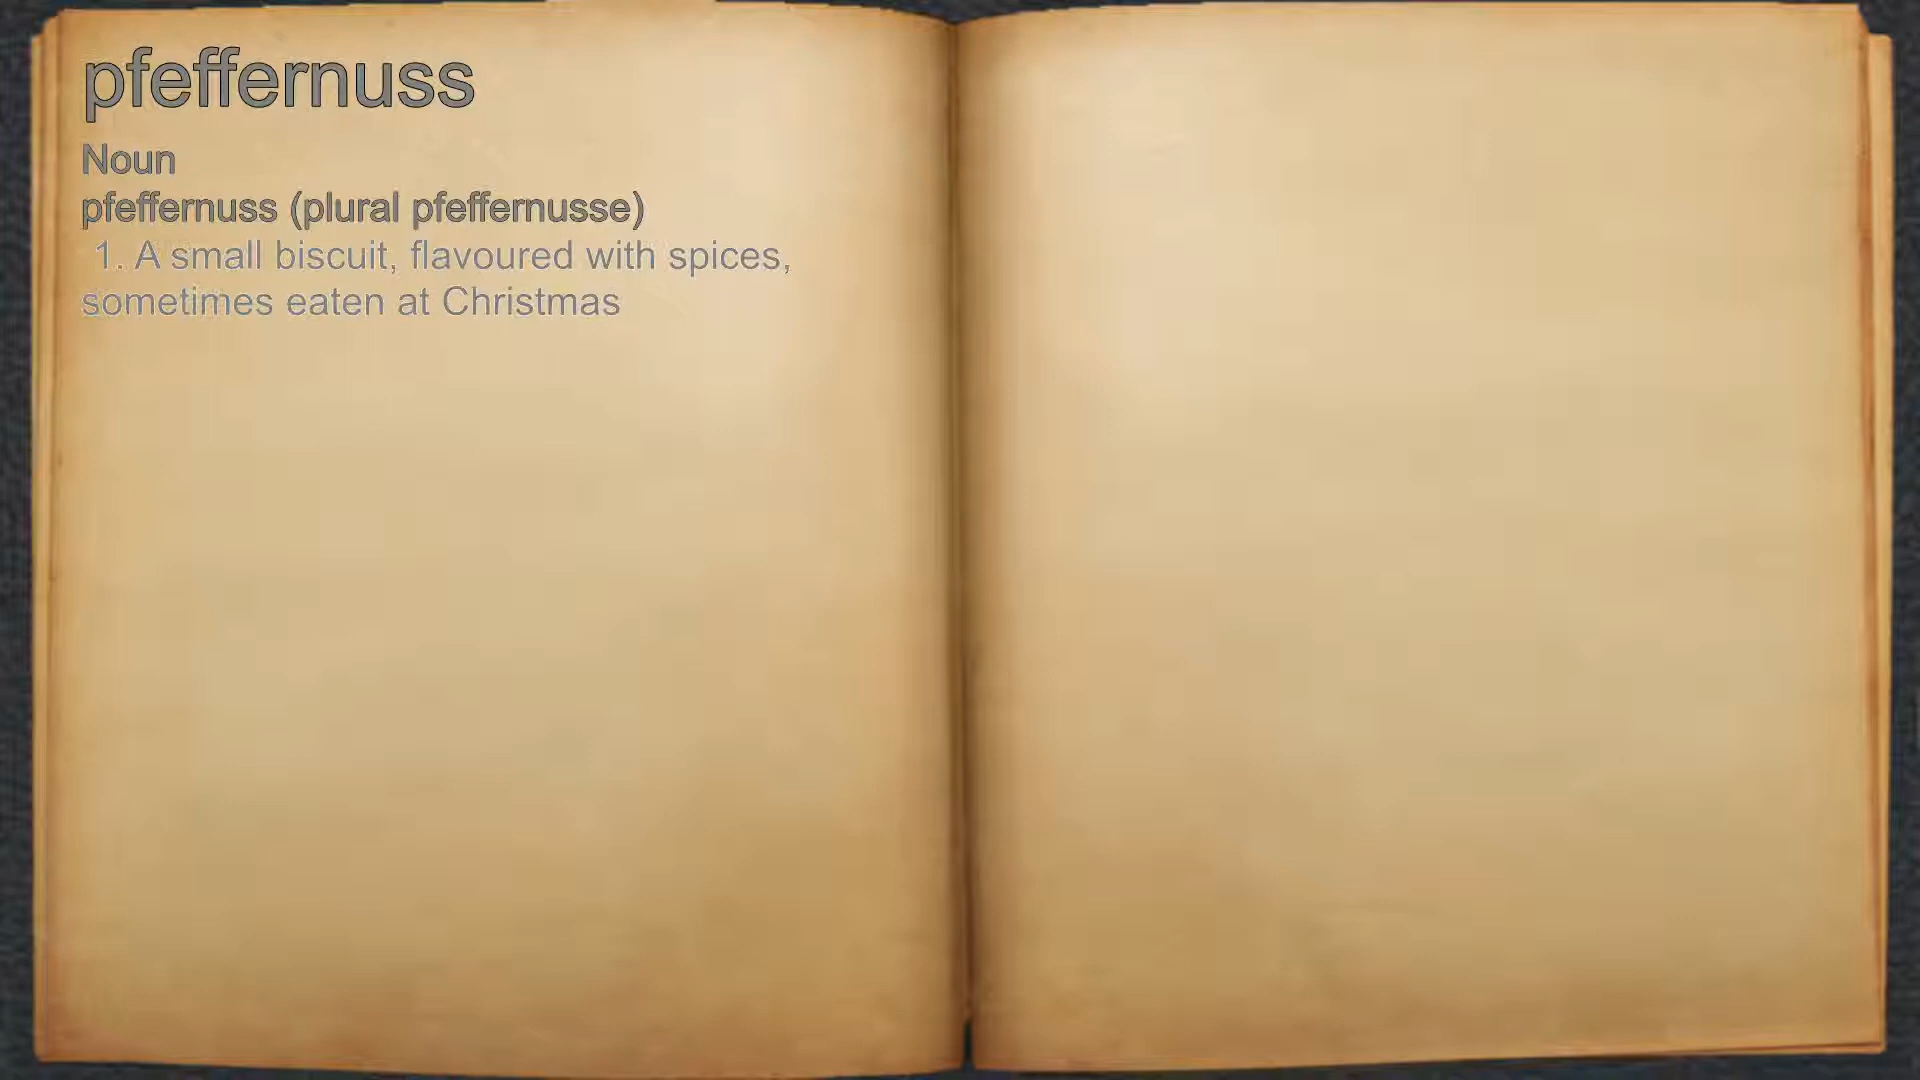 pfeffernuss
Noun
pfeffernuss (plural pfeffernusse)
1. A small biscuit, flavoured with spices,
sometimes eaten at Christmas